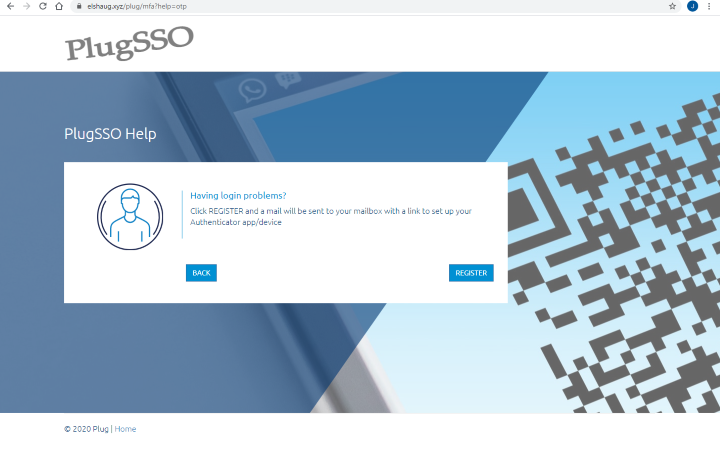 elshaug.xyz/plug/mfa?help=otp
J
PlugSSO
PlugSSO Help
Having login problems?
Click REGISTER and a mail will be sent to your mailbox with a link to set up your
Authenticator app/device
BACK
REGISTER
© 2020 Plug | Home